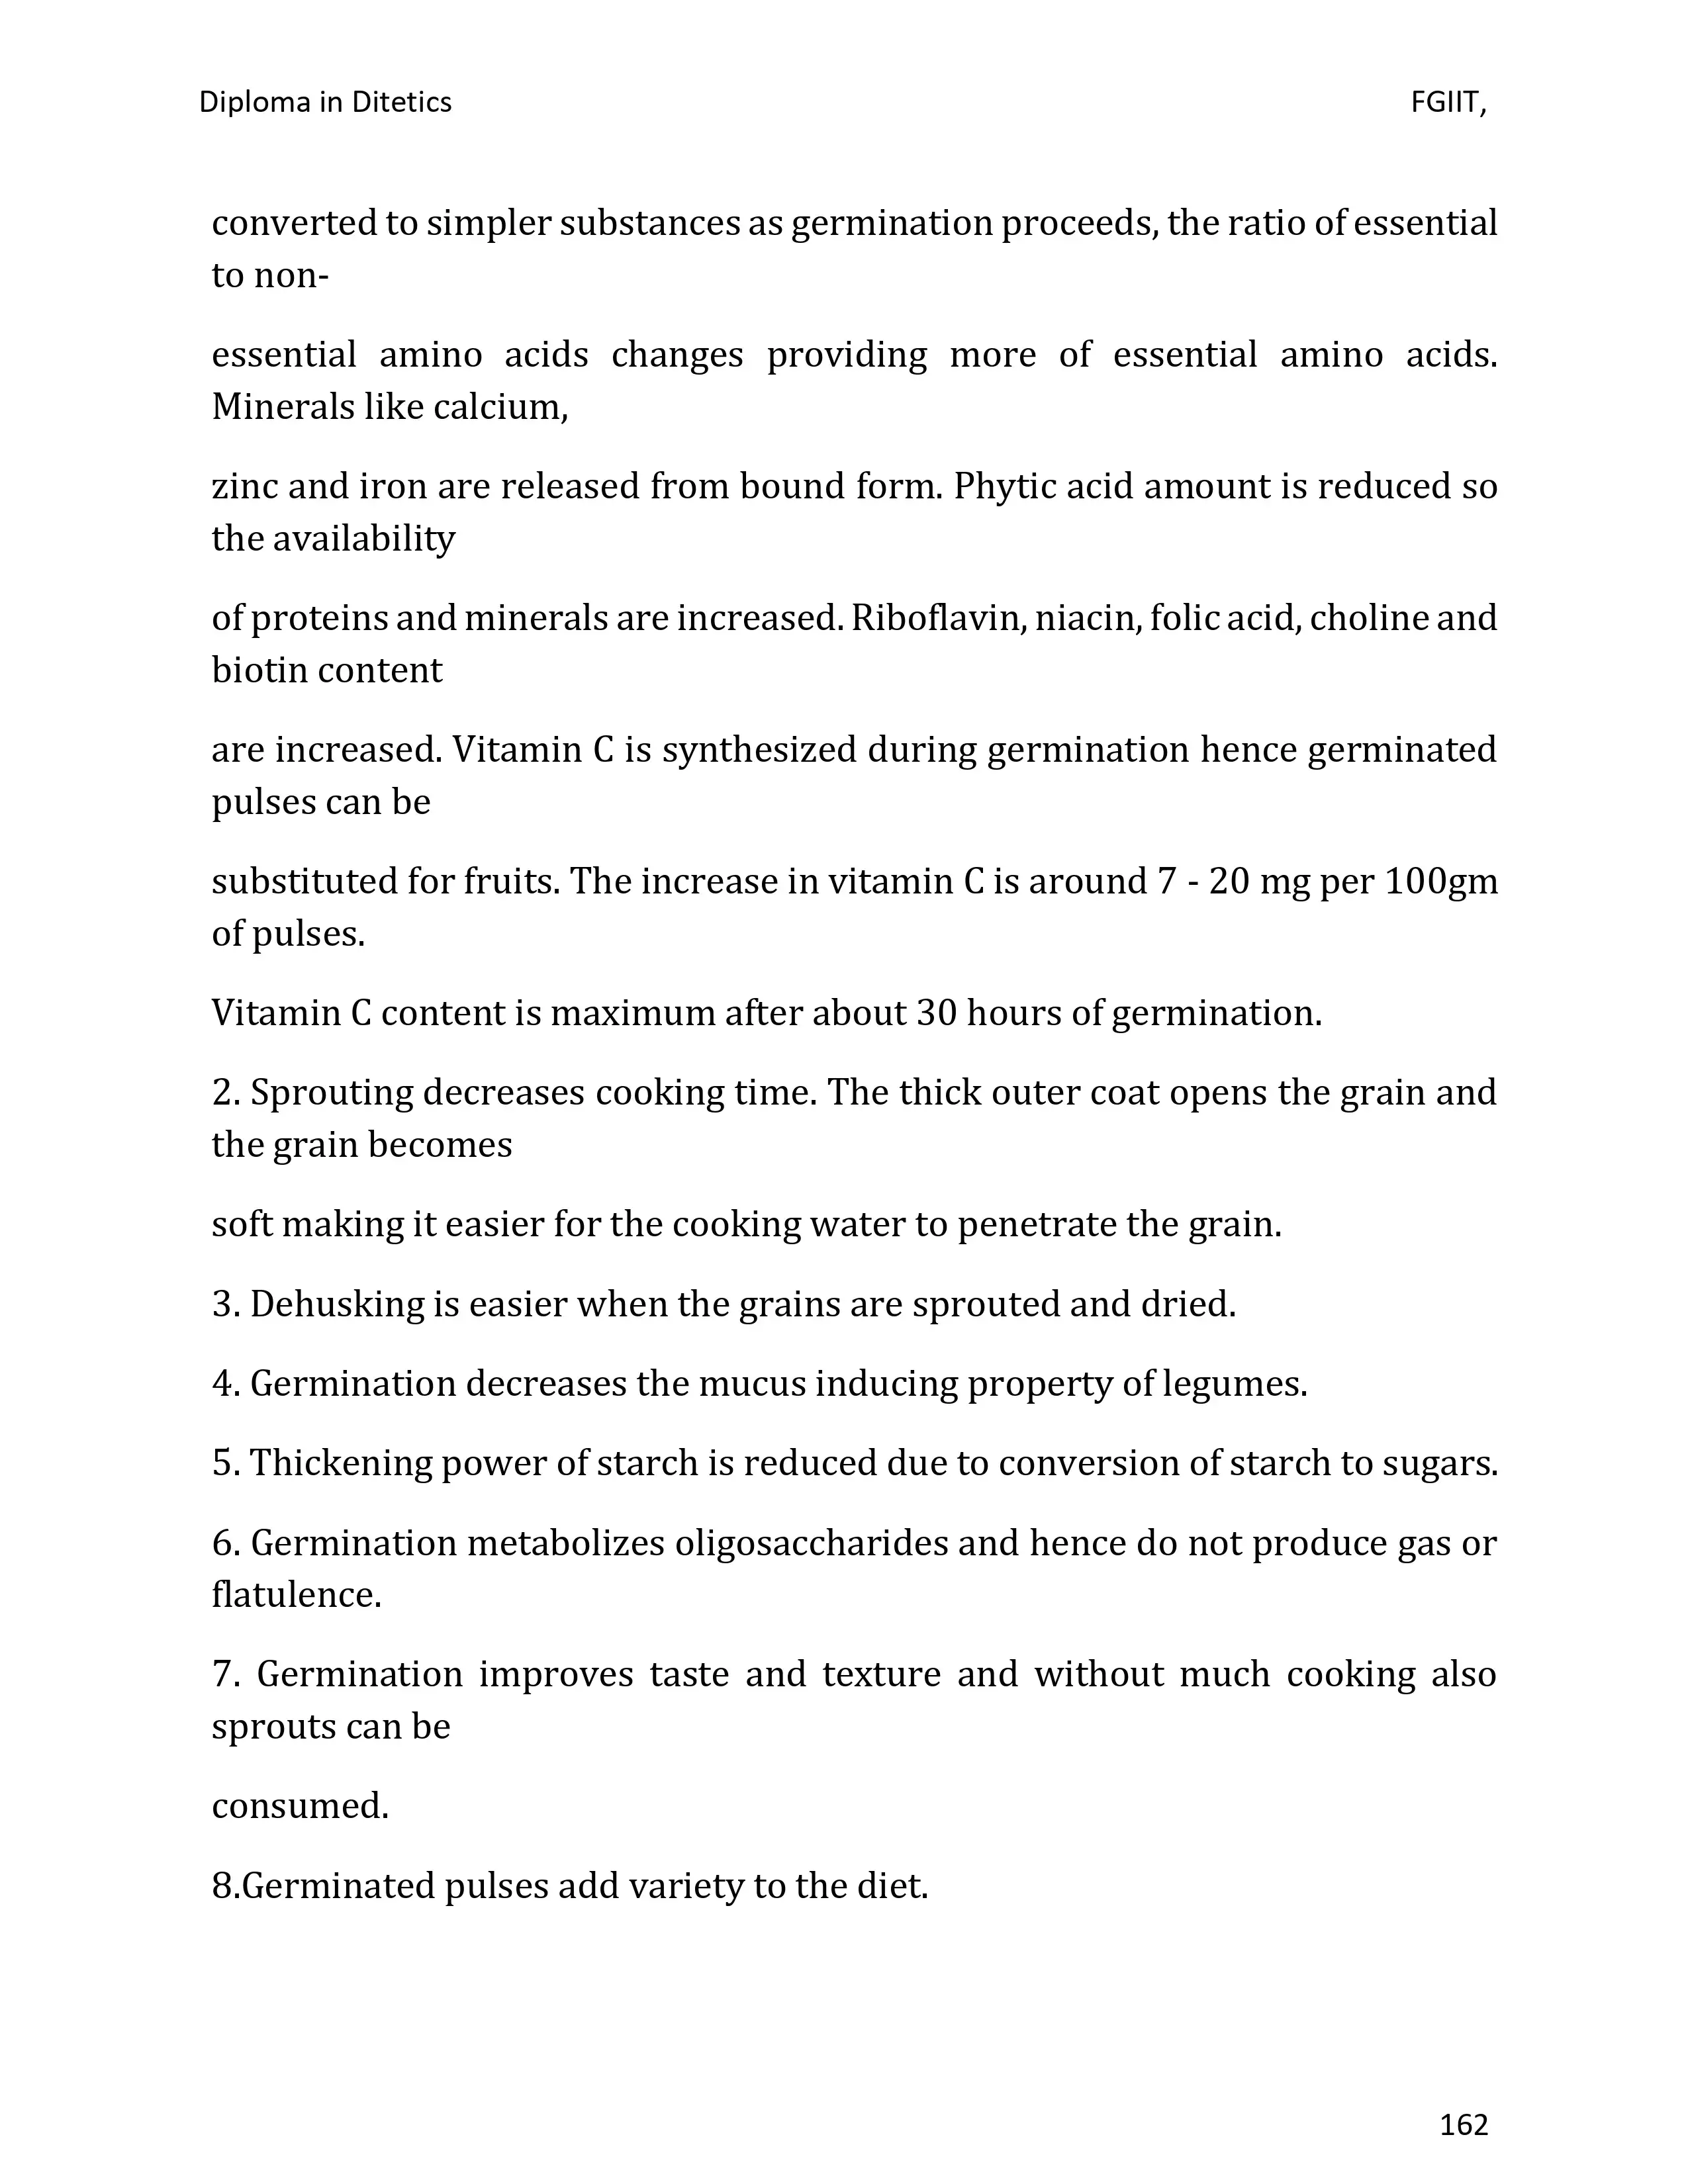 Diploma in Ditetics FGIIT,
converted to simpler substances as germination proceeds, the ratio of essential
to non-
essential amino acids changes providing more of essential amino acids.
Minerals like calcium,
zinc and iron are released from bound form. Phytic acid amount is reduced so
the availability
of proteins and minerals are increased. Riboflavin, niacin, folic acid, choline and
biotin content
are increased. Vitamin C is synthesized during germination hence germinated
pulses can be
substituted for fruits. The increase in vitamin C is around 7 - 20 mg per 100gm
of pulses.
Vitamin C content is maximum after about 30 hours of germination.
2. Sprouting decreases cooking time. The thick outer coat opens the grain and
the grain becomes
soft making it easier for the cooking water to penetrate the grain.
3. Dehusking is easier when the grains are sprouted and dried.
4. Germination decreases the mucus inducing property of legumes.
5. Thickening power of starch is reduced due to conversion of starch to sugars.
6. Germination metabolizes oligosaccharides and hence do not produce gas or
flatulence.
7. Germination improves taste and texture and without much cooking also
sprouts can be
consumed.
8.Germinated pulses add variety to the diet.
162